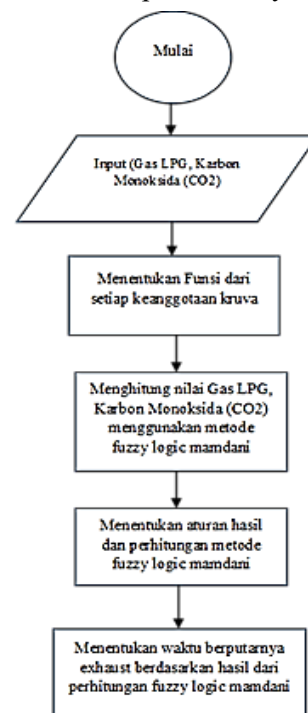 Mulai
Input (Gas LPG, Karbon
Monoksida (CO2)
Menentukan Funsi dari
setiap keanggotaan kruva
Menghitung nilai Gas LPG,
Karbon Monoksida (CO2)
menggunakan metode
fuzzy logic mamdani
Menentukan aturan hasil
dan perhitungan metode
fuzzy logic mamdani
Menentukan waktu berputarnya
exhaust berdasarkan hasil dari
perhitungan fuzzy logic mamdani